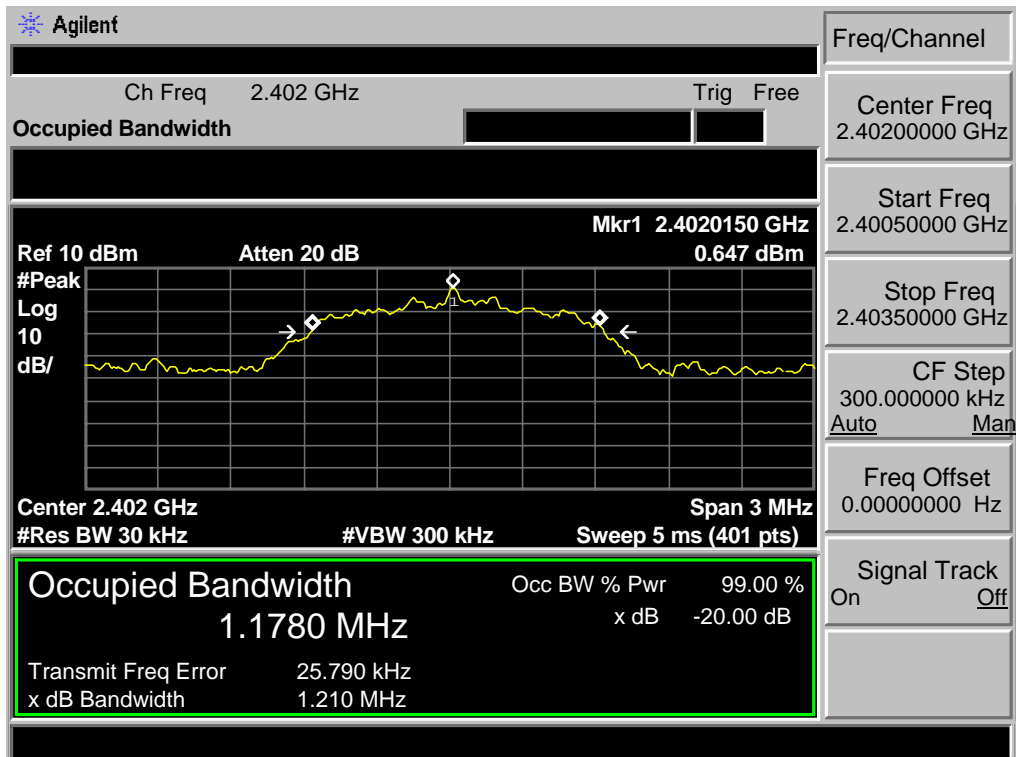 Agilent
Freq/Channel
Ch Freq 2.402 GHz Trig Free
Occupied Bandwidth
Center Freq
2.40200000 GHz
Start Freq
2.40050000 GHz
Mkr1 2.4020150 GHz
Ref 10 dBm Atten 20 dB 0.647 dBm
#Peak
Log
10
dB/
1
Stop Freq
2.40350000 GHz
CF Step
300.000000 kHz
Auto Man
Freq Offset
0.00000000 Hz
Center 2.402 GHz Span 3 MHz
#Res BW 30 kHz #VBW 300 kHz Sweep 5 ms (401 pts)
Signal Track
On Off
Occupied Bandwidth Occ BW % Pwr 99.00 %
1.1780 MHz x dB -20.00 dB
Transmit Freq Error 25.790 kHz
x dB Bandwidth 1.210 MHz